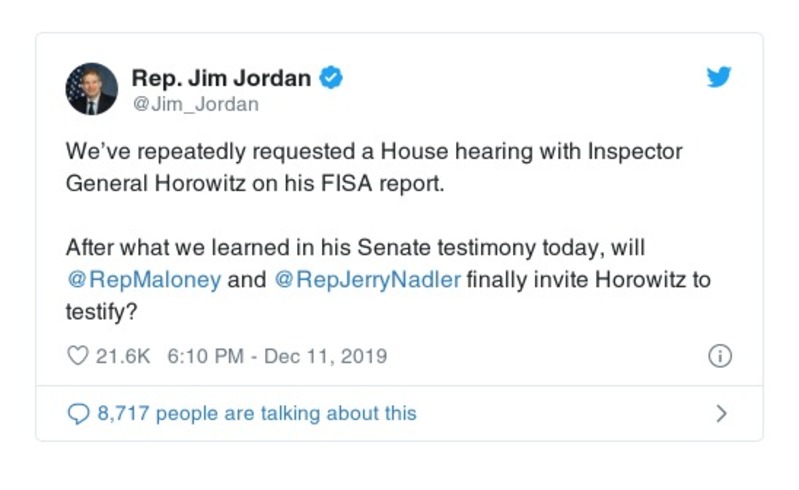 Rep. Jim Jordan
@Jim_Jordan
We’ve repeatedly requested a House hearing with Inspector
General Horowitz on his FISA report.
After what we learned in his Senate testimony today, will
@RepMaloney and @RepJerryNadler finally invite Horowitz to
testify?
21.6K 6:10 PM - Dec 11, 2019
8,717 people are talking about this